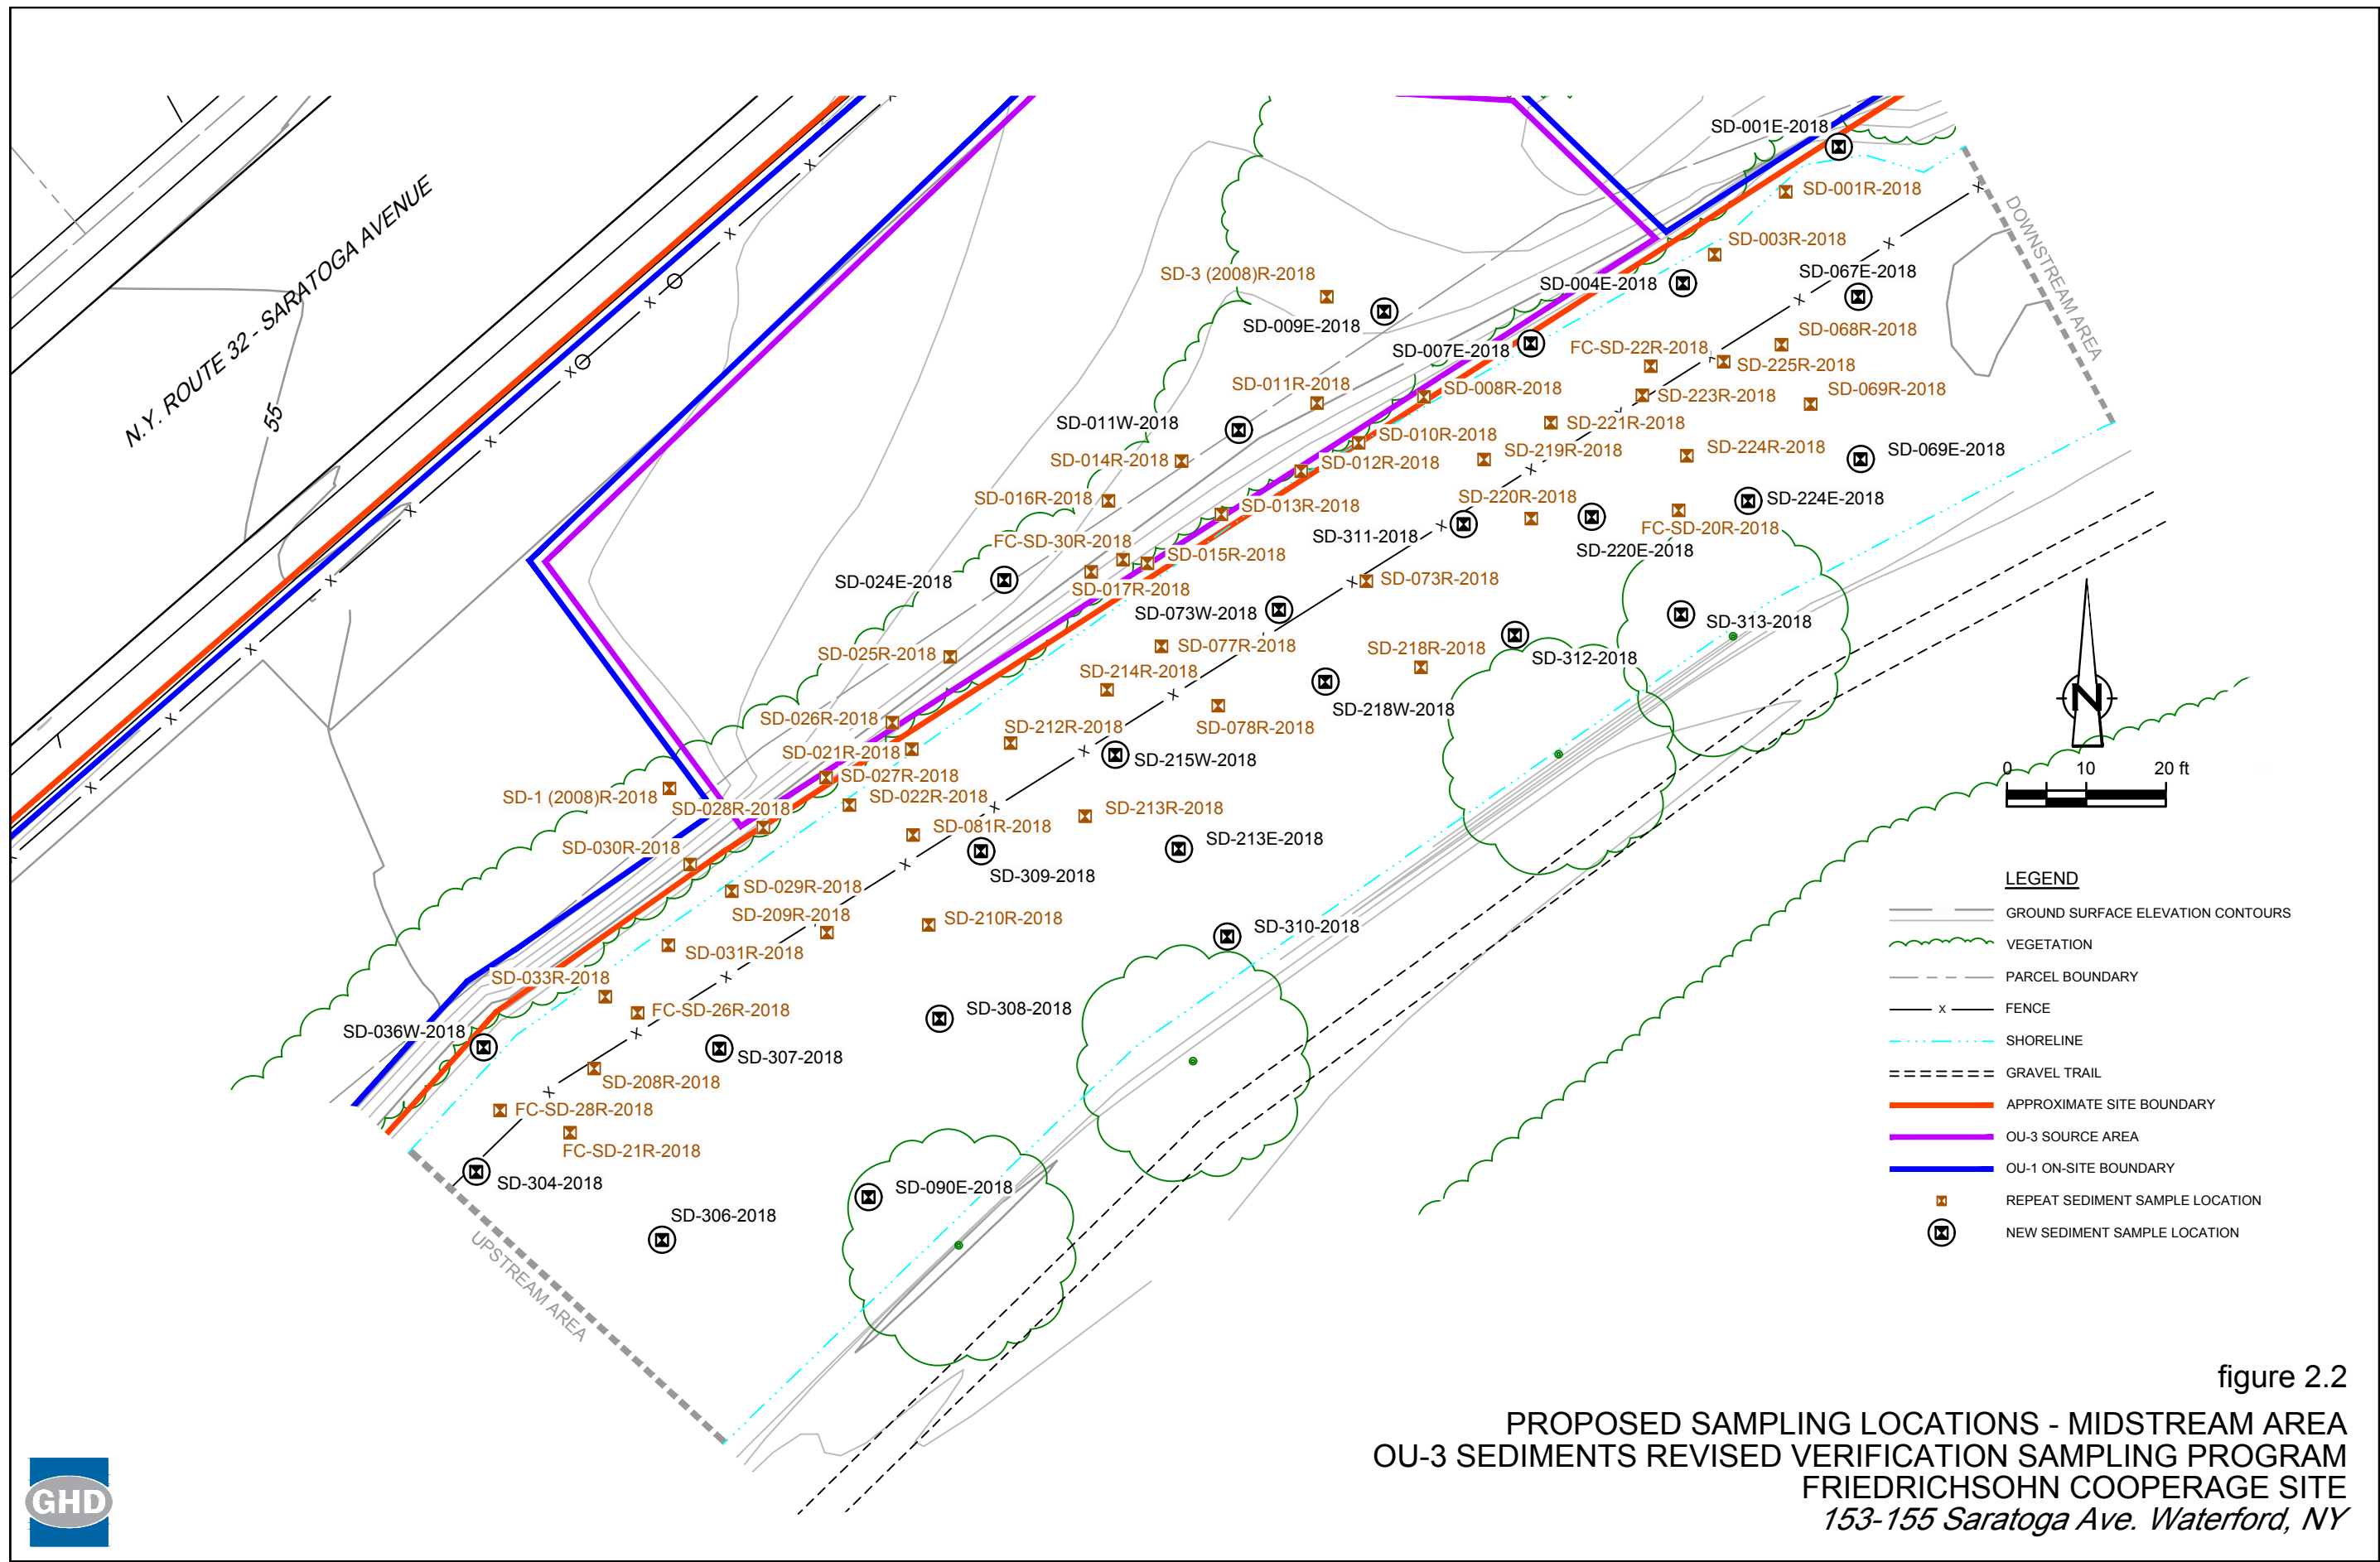 SD-001E-2018
SD-001R-2018
N.Y. ROUTE 32 - SARATOGA AVENUE
DOWNSTREAM AREA
SD-003R-2018
SD-3 (2008)R-2018
SD-067E-2018
SD-004E-2018
SD-009E-2018
SD-068R-2018
SD-007E-2018
FC-SD-22R-2018
SD-225R-2018
SD-011R-2018
SD-008R-2018
SD-069R-2018
SD-223R-2018
55
SD-011W-2018
SD-221R-2018
SD-010R-2018
SD-224R-2018
SD-219R-2018
SD-069E-2018
SD-014R-2018
SD-012R-2018
SD-016R-2018
SD-220R-2018
SD-224E-2018
SD-013R-2018
FC-SD-20R-2018
SD-311-2018
FC-SD-30R-2018
SD-220E-2018
SD-015R-2018
SD-024E-2018
SD-073R-2018
SD-017R-2018
SD-073W-2018
SD-313-2018
SD-077R-2018
SD-218R-2018
SD-025R-2018
SD-312-2018
SD-214R-2018
N
SD-218W-2018
SD-026R-2018
SD-212R-2018
SD-078R-2018
SD-021R-2018
SD-215W-2018
0 10 20 ft
SD-027R-2018
SD-1 (2008)R-2018
SD-022R-2018
SD-028R-2018
SD-213R-2018
SD-081R-2018
SD-213E-2018
SD-030R-2018
SD-309-2018
SD-029R-2018
SD-209R-2018
SD-210R-2018
SD-310-2018
SD-031R-2018
SD-033R-2018
FC-SD-26R-2018
SD-308-2018
SD-036W-2018
SD-307-2018
SD-208R-2018
FC-SD-28R-2018
FC-SD-21R-2018
SD-304-2018
SD-090E-2018
SD-306-2018
UPSTREAM AREA
LEGEND
GROUND SURFACE ELEVATION CONTOURS
VEGETATION
PARCEL BOUNDARY
X FENCE
SHORELINE
GRAVEL TRAIL
APPROXIMATE SITE BOUNDARY
OU-3 SOURCE AREA
OU-1 ON-SITE BOUNDARY
REPEAT SEDIMENT SAMPLE LOCATION
NEW SEDIMENT SAMPLE LOCATION
figure 2.2
PROPOSED SAMPLING LOCATIONS - MIDSTREAM AREA
OU-3 SEDIMENTS REVISED VERIFICATION SAMPLING PROGRAM
FRIEDRICHSOHN COOPERAGE SITE
153-155 Saratoga Ave. Waterford, NY
GHD